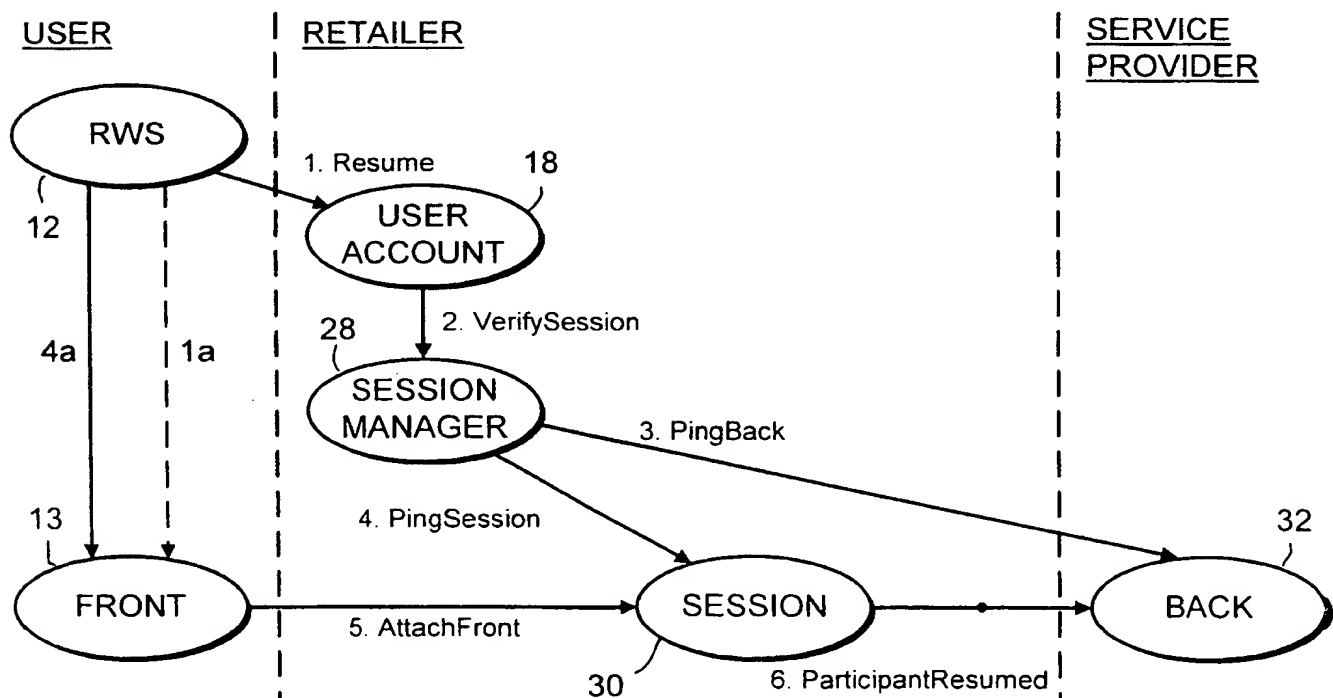 USER
RETAILER
SERVICE
PROVIDER
RWS
1. Resume
18
12
USER
ACCOUNT
2. VerifySession
28
4a
1a
SESSION
MANAGER
3. PingBack
4. PingSession
13
32
FRONT
SESSION
BACK
5. AttachFront
30
6. ParticipantResumed